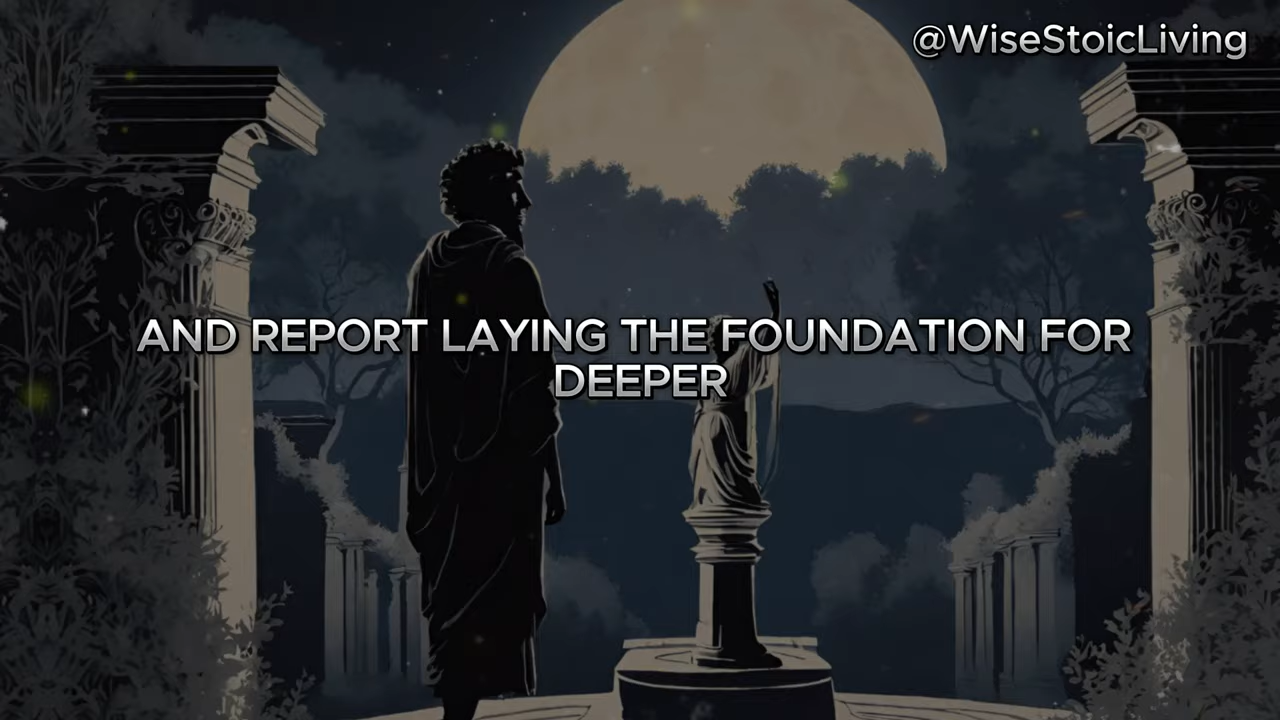 @WiseStoicLiving
AND REPORT LAYING THE FOUNDATION FOR
DEEPER